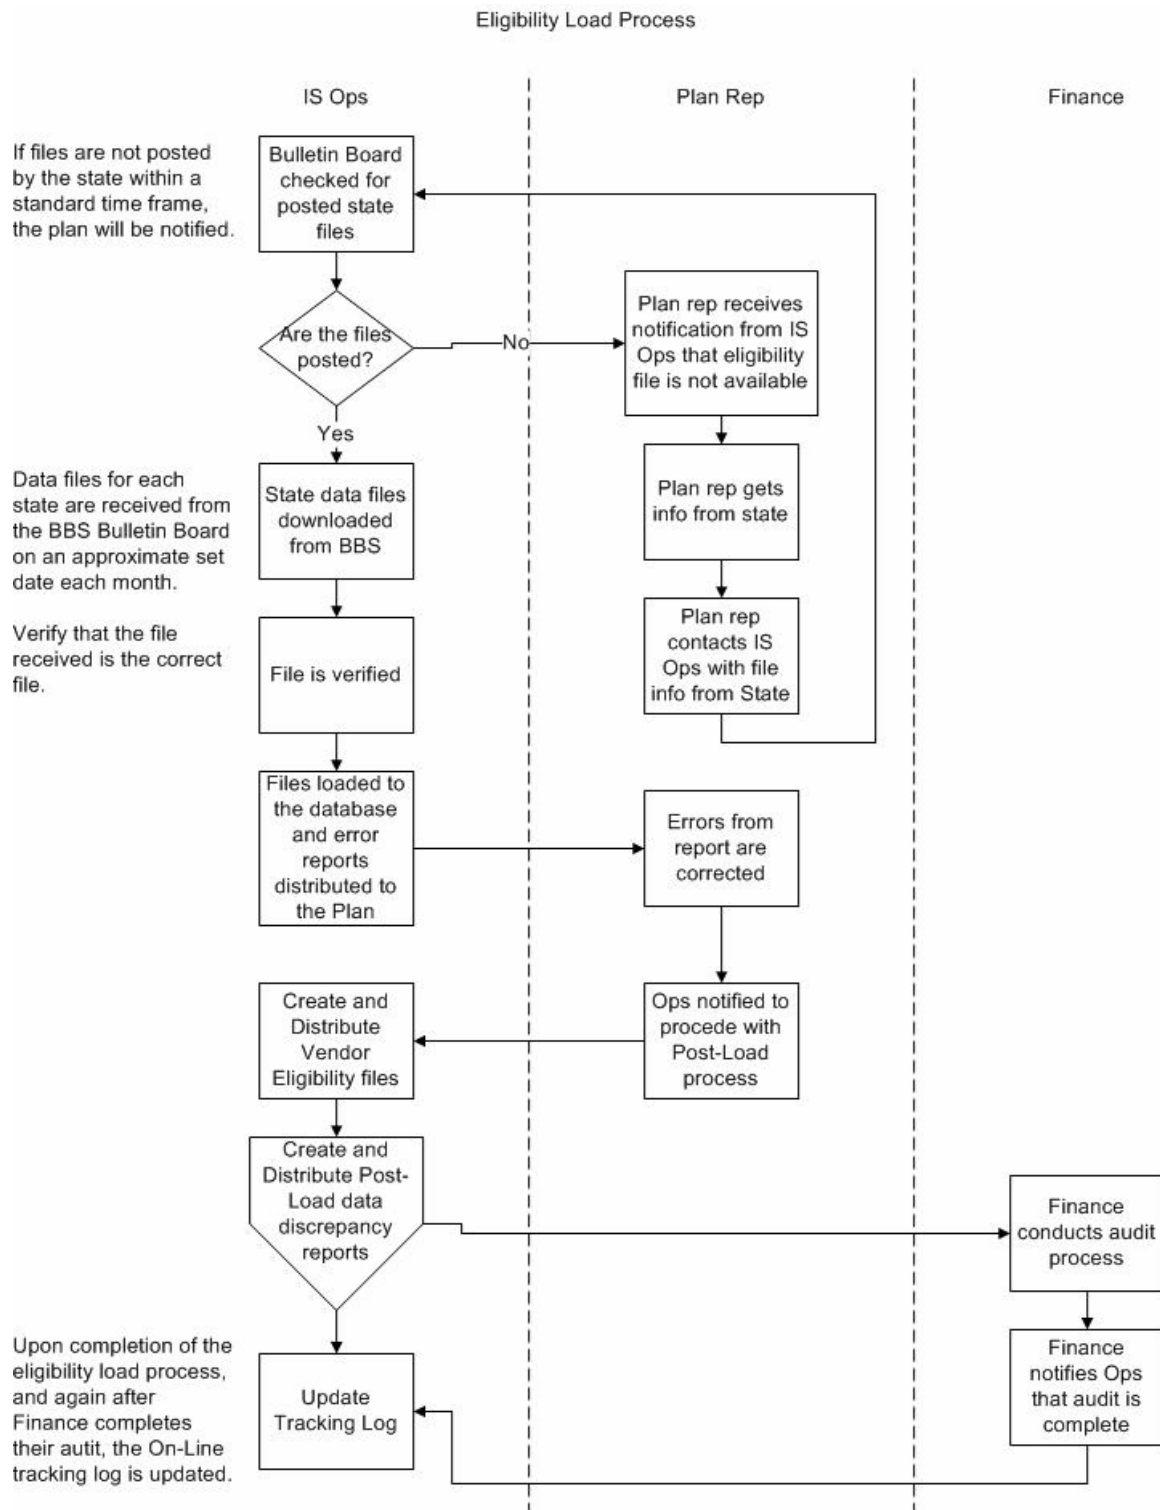 Eligibility Load Process
IS Ops
Plan Rep
Finance
If files are not posted
by the state within a
standard time frame,
the plan will be notified.
Bulletin Board
checked for
posted state
files
Are the files
posted?
No
Plan rep receives
notification from IS
Ops that eligibility
file is not available
Yes
Data files for each
state are received from
the BBS Bulletin Board
on an approximate set
date each month.
State data files
downloaded
from BBS
Plan rep gets
info from state
Verify that the file
received is the correct
file.
File is verified
Plan rep
contacts IS
Ops with file
info from State
Files loaded to
the database
and error
reports
distributed to
the Plan
Errors from
report are
corrected
Create and
Distribute
Vendor
Eligibility files
Ops notified to
procede with
Post-Load
process
Create and
Distribute Post-
Load data
discrepancy
reports
Finance
conducts audit
process
Upon completion of the
eligibility load process,
and again after
Finance completes
their autit, the On-Line
tracking log is updated.
Update
Tracking Log
Finance
notifies Ops
that audit is
complete